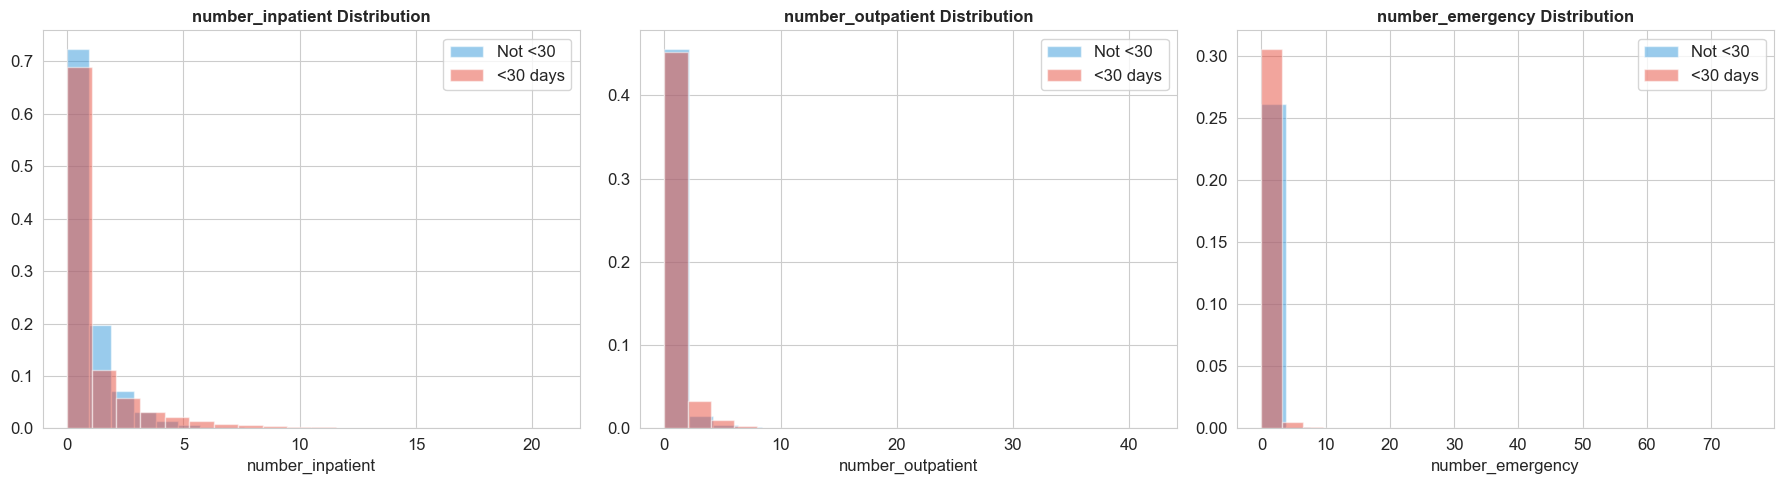 number_inpatient Distribution
0.7
0.6
0.5
0.4
0.3
0.2
0.1
0.0
Not <30
<30 days
0 5 10 15 20
number_inpatient
number_outpatient Distribution
0.4
0.3
0.2
0.1
0.0
Not <30
<30 days
0 10 20 30 40
number_outpatient
number_emergency Distribution
0.30
0.25
0.20
0.15
0.10
0.05
0.00
Not <30
<30 days
0 10 20 30 40 50 60 70
number_emergency